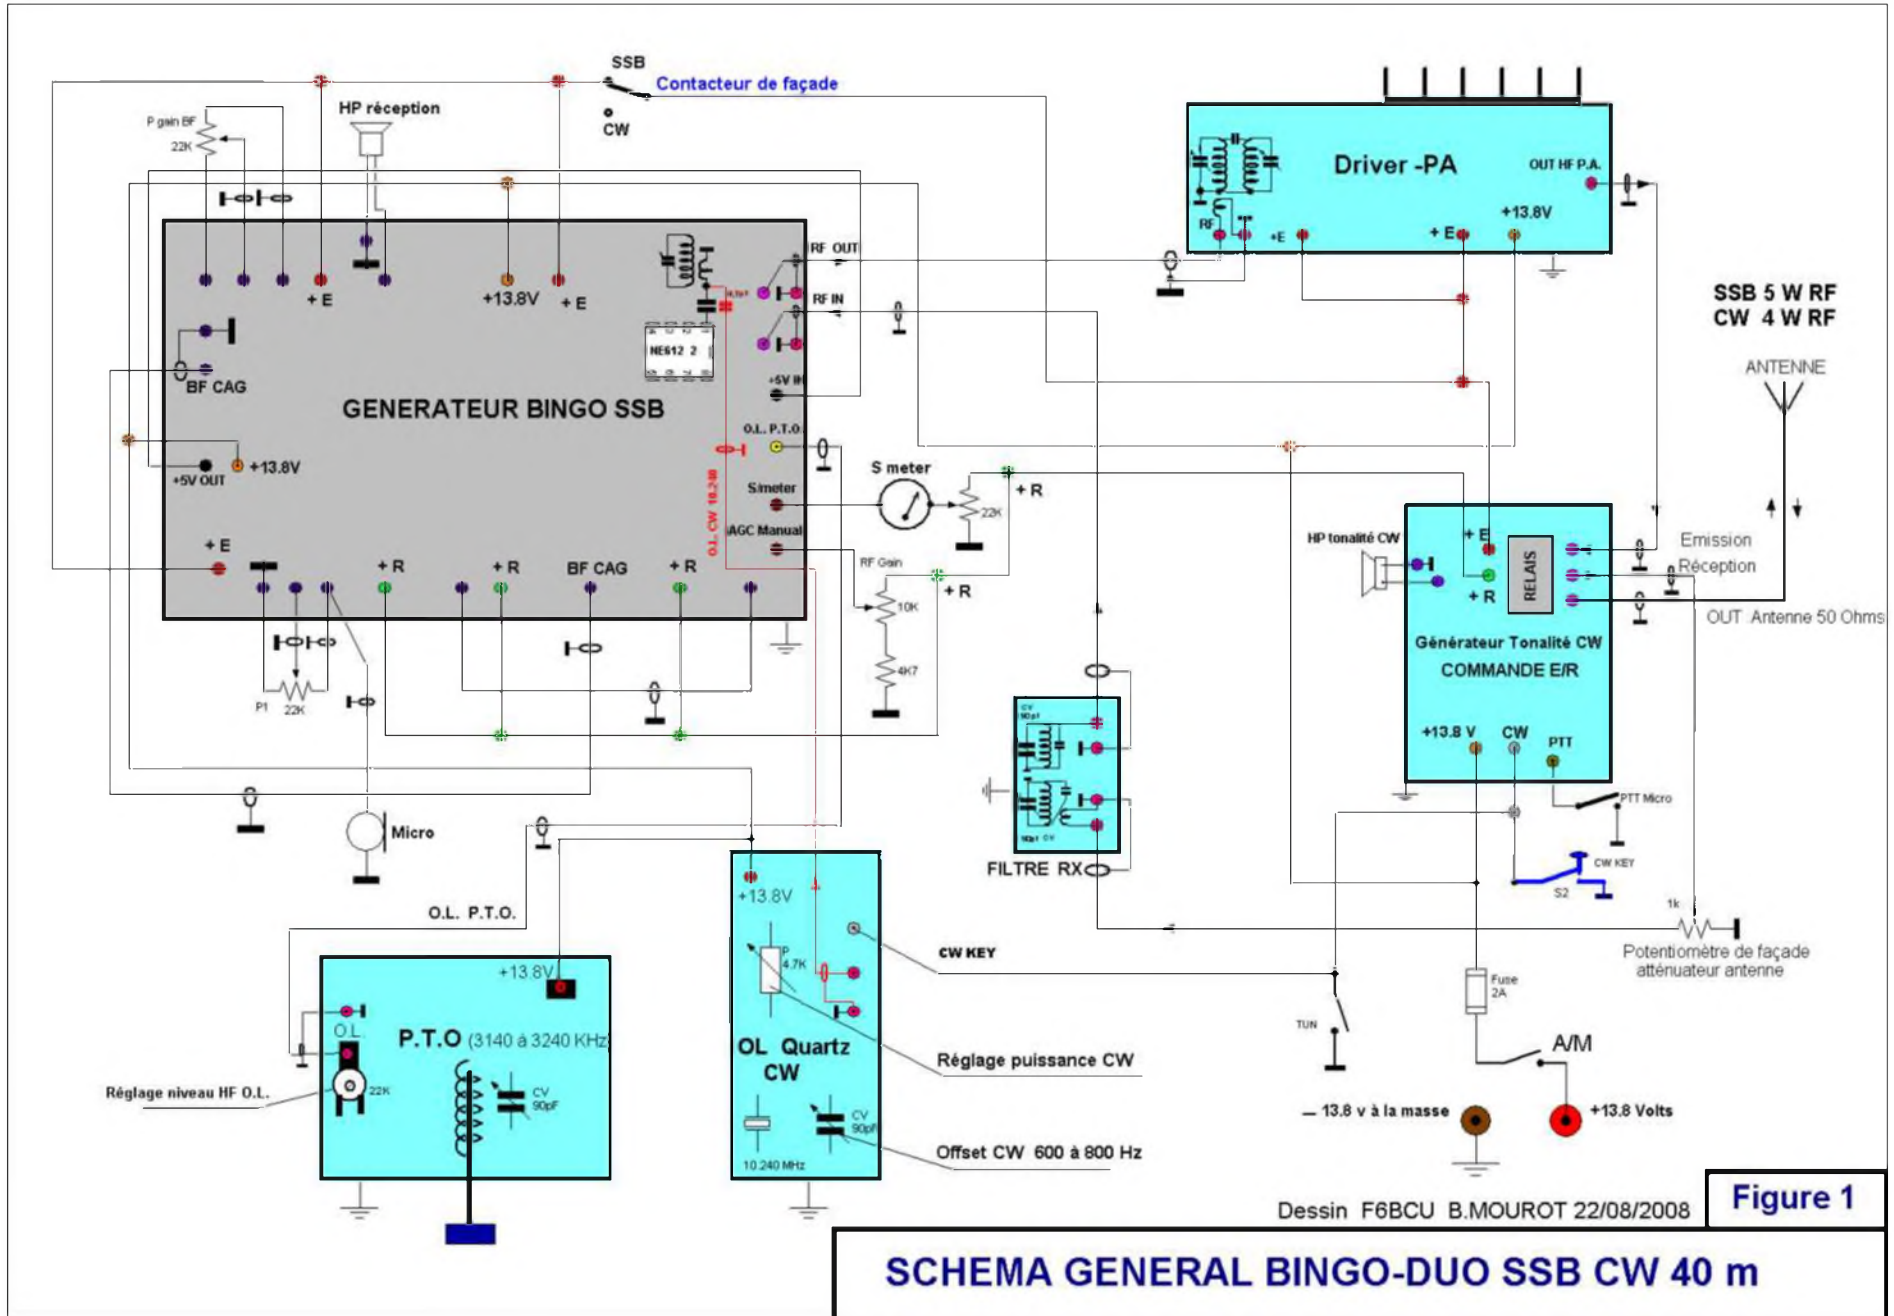 SSB
Contacteur de façade
CW
HP réception
P gain BF
22K
Driver -PA
OUT HF P.A.
+13.8V
RF
+E
+ E
RF OUT
RF IN
+ E
+13.8V
+ E
NE612 2
+5V IN
BF CAG
GENERATEUR BINGO SSB
O.L. P.T.O.
+13.8V
+5V OUT
O.L. CW 10.240
S/meter
AGC Manual
+ E
+ R
+ R
BF CAG
+ R
S meter
22K
+ R
RF Gain
10K
+ R
4K7
P1
22K
Micro
SSB 5 W RF
CW 4 W RF
ANTENNE
HP tonalité CW
+ E
+ R
RELAIS
Emission
Réception
OUT Antenne 50 Ohms
Générateur Tonalité CW
COMMANDE E/R
+13.8 V
CW
PTT
PTT Micro
CW KEY
S2
1k
Potentiomètre de façade
atténuateur antenne
CV
90pf
90pf CV
FILTRE RX
O.L. P.T.O.
+13.8V
O.L
P.T.O (3140 à 3240 KHz
22K
CV
90pF
Réglage niveau HF O.L.
+13.8V
P
4.7K
OL Quartz
CW
CV
90pF
10.240 MHz
CW KEY
Réglage puissance CW
Offset CW 600 à 800 Hz
TUN
Fuse
2A
A/M
– 13.8 v à la masse
+13.8 Volts
Dessin F6BCU B.MOUROT 22/08/2008
Figure 1
SCHEMA GENERAL BINGO-DUO SSB CW 40 m